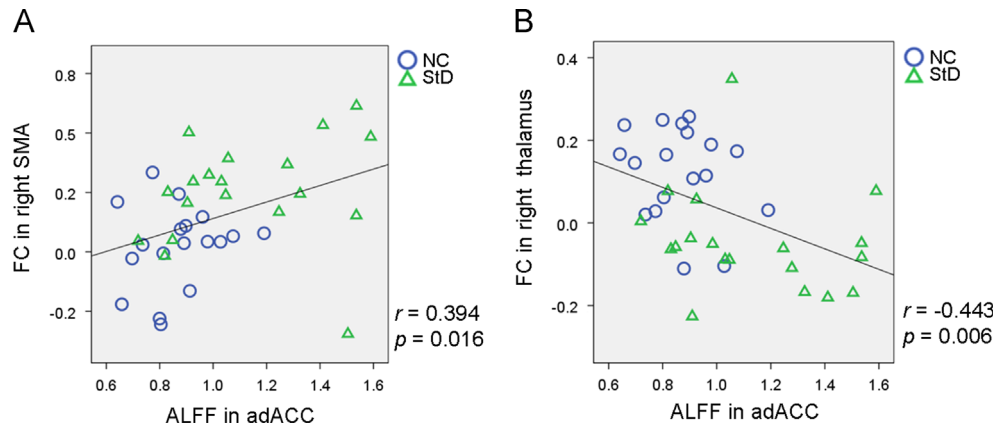 A
B
NC
StD
NC
StD
FC in right SMA
0.8
0.5
0.2
0.0
-0.2
0.6 0.8 1.0 1.2 1.4 1.6
ALFF in adACC
r = 0.394
p = 0.016
FC in right thalamus
0.4
0.2
0.0
-0.2
0.6 0.8 1.0 1.2 1.4 1.6
ALFF in adACC
r = -0.443
p = 0.006